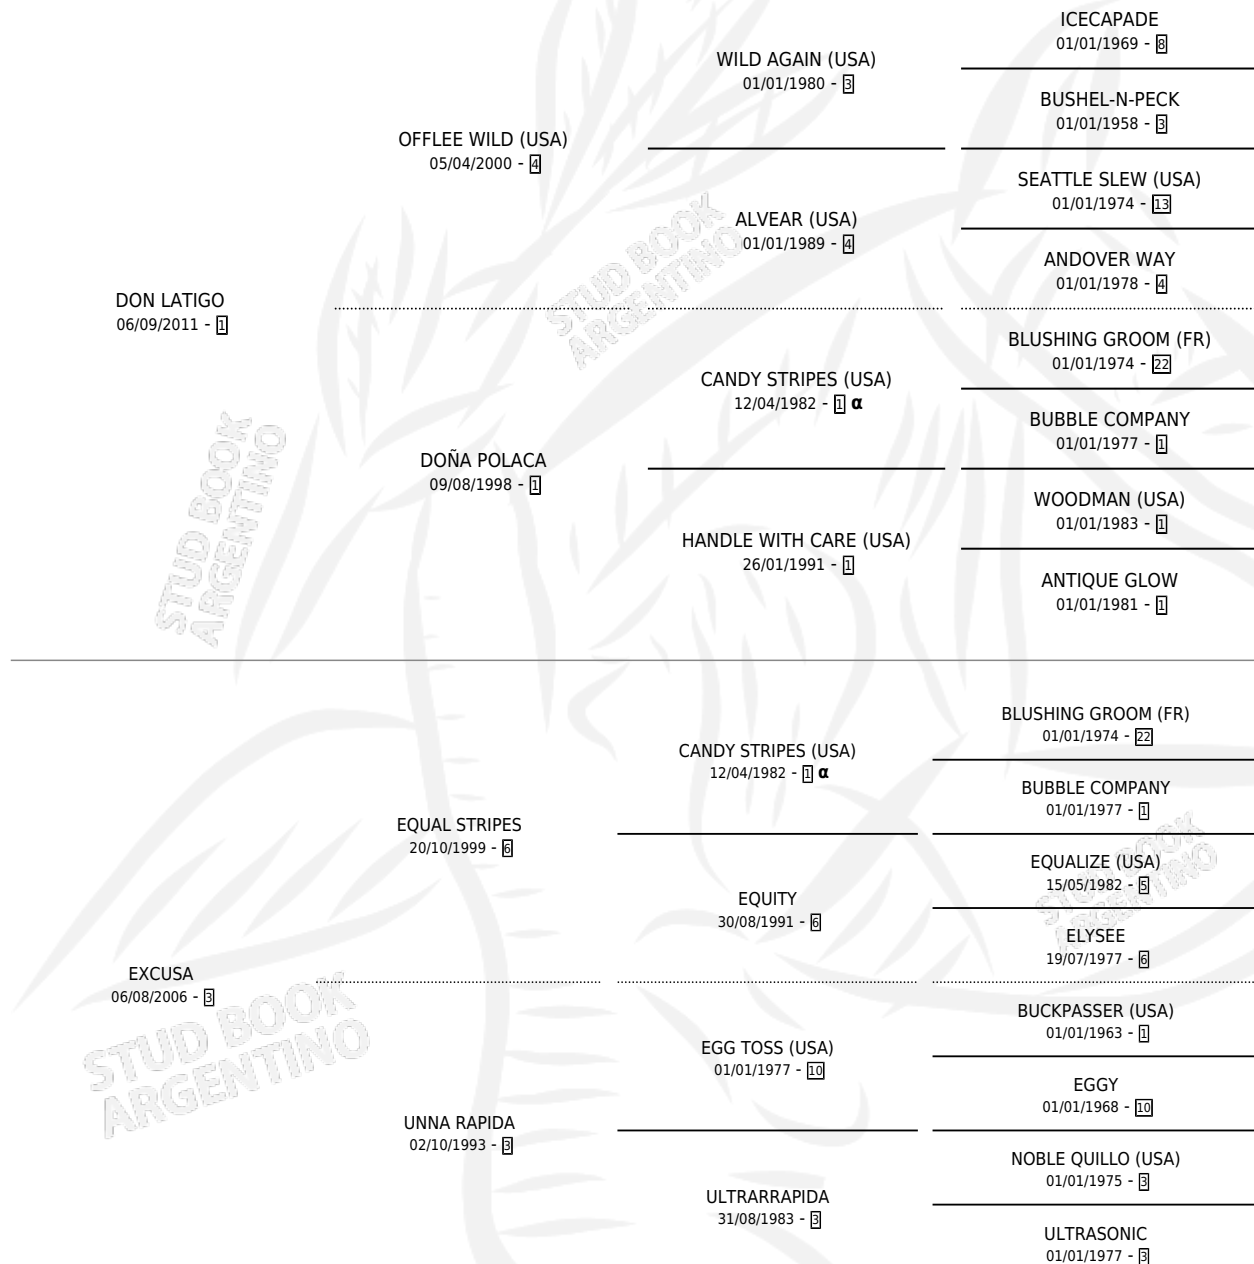 ICECAPADE
01/01/1969 - 8
WILD AGAIN (USA)
01/01/1980 - 3
BUSHEL-N-PECK
01/01/1958 - 3
OFFLEE WILD (USA)
05/04/2000 - 4
SEATTLE SLEW (USA)
01/01/1974 - 13
ALVEAR (USA)
01/01/1989 - 4
ANDOVER WAY
01/01/1978 - 4
DON LATIGO
06/09/2011 - 1
BLUSHING GROOM (FR)
01/01/1974 - 22
CANDY STRIPES (USA)
12/04/1982 - 1 α
BUBBLE COMPANY
01/01/1977 - 1
DOÑA POLACA
09/08/1998 - 1
WOODMAN (USA)
01/01/1983 - 1
HANDLE WITH CARE (USA)
26/01/1991 - 1
ANTIQUE GLOW
01/01/1981 - 1
BLUSHING GROOM (FR)
01/01/1974 - 22
CANDY STRIPES (USA)
12/04/1982 - 1 α
BUBBLE COMPANY
01/01/1977 - 1
EQUAL STRIPES
20/10/1999 - 6
EQUALIZE (USA)
15/05/1982 - 5
EQUITY
30/08/1991 - 6
ELYSEE
19/07/1977 - 6
EXCUSA
06/08/2006 - 3
BUCKPASSER (USA)
01/01/1963 - 1
EGG TOSS (USA)
01/01/1977 - 10
EGGY
01/01/1968 - 10
UNNA RAPIDA
02/10/1993 - 3
NOBLE QUILLO (USA)
01/01/1975 - 3
ULTRARRAPIDA
31/08/1983 - 3
ULTRASONIC
01/01/1977 - 3
STUD BOOK
ARGENTINO
STUD BOOK
ARGENTINO
STUD BOOK
ARGENTINO
STUD BOOK
ARGENTINO